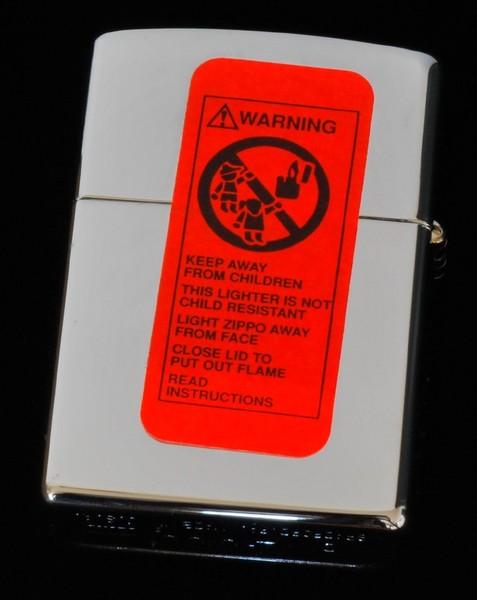 WARNING
KEEP AWAY
FROM CHILDREN
THIS LIGHTER IS NOT
CHILD RESISTANT
LIGHT ZIPPO AWAY
FROM FACE
CLOSE LID TO
PUT OUT FLAME
READ
INSTRUCTIONS